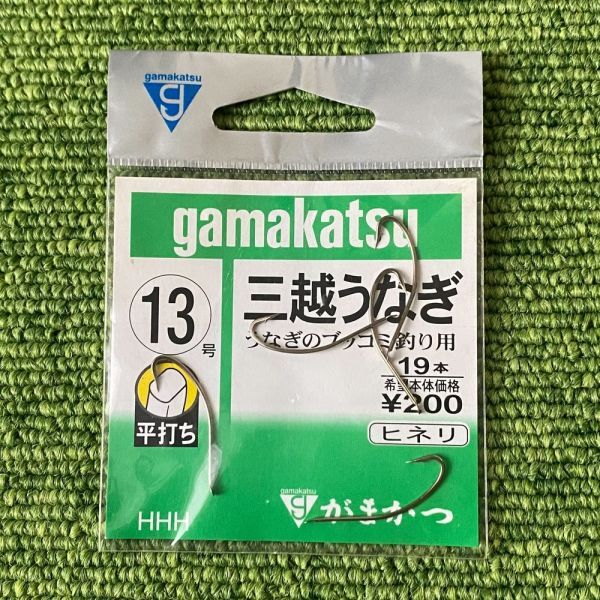 gamakatsu
gamakatsu
13号
三越うなぎ
うなぎのブッコミ釣り用
19本
希望本体価格
¥200
ヒネリ
平打ち
HHH
gamakatsu
がまかつ